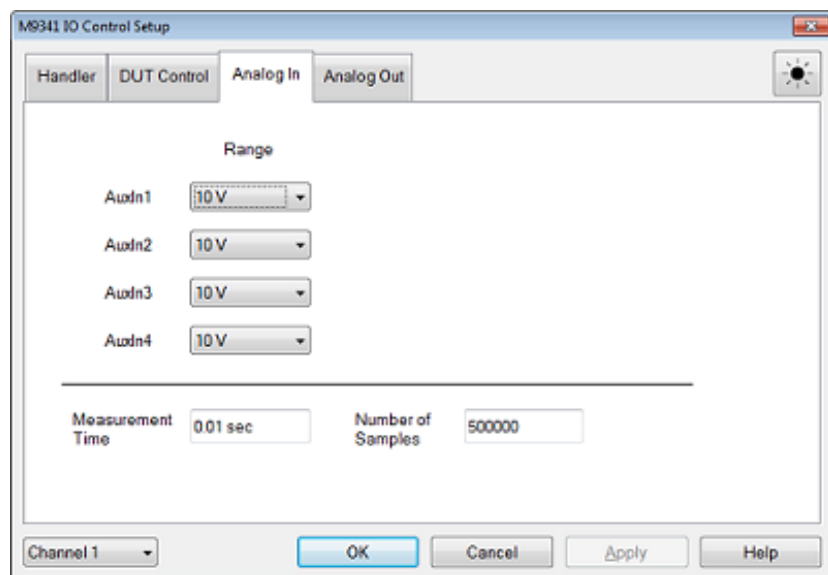 M9341 IO Control Setup
Handler DUT Control Analog In Analog Out
Range
AuxIn1 10 V
AuxIn2 10 V
AuxIn3 10 V
AuxIn4 10 V
Measurement Time 0.01 sec Number of Samples 500000
Channel 1 OK Cancel Apply Help